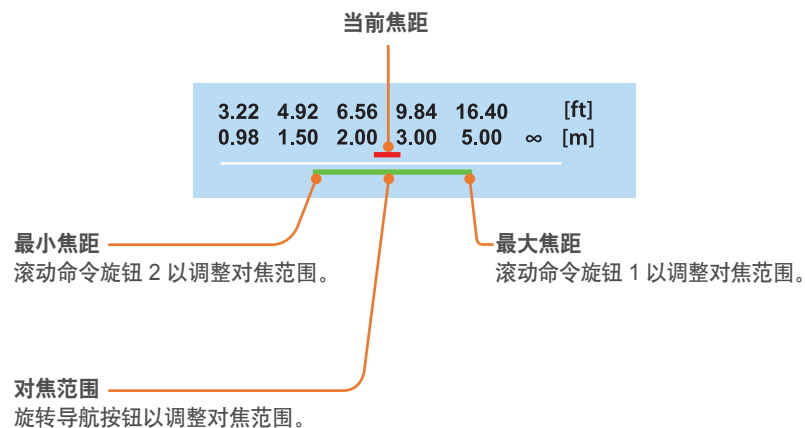 当前焦距
3.22 4.92 6.56 9.84 16.40 [ft]
0.98 1.50 2.00 3.00 5.00 ∞ [m]
最小焦距
滚动命令旋钮 2 以调整对焦范围。
最大焦距
滚动命令旋钮 1 以调整对焦范围。
对焦范围
旋转导航按钮以调整对焦范围。